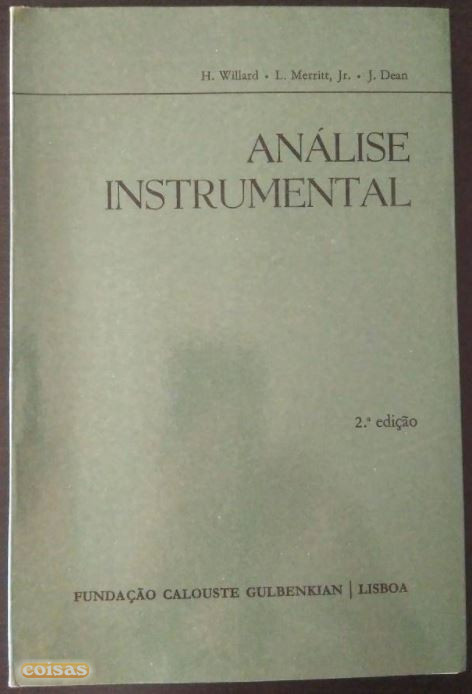 H. Willard • L. Merritt, Jr. • J. Dean
ANÁLISE
INSTRUMENTAL
2.ª edição
FUNDAÇÃO CALOUSTE GULBENKIAN | LISBOA
coisas